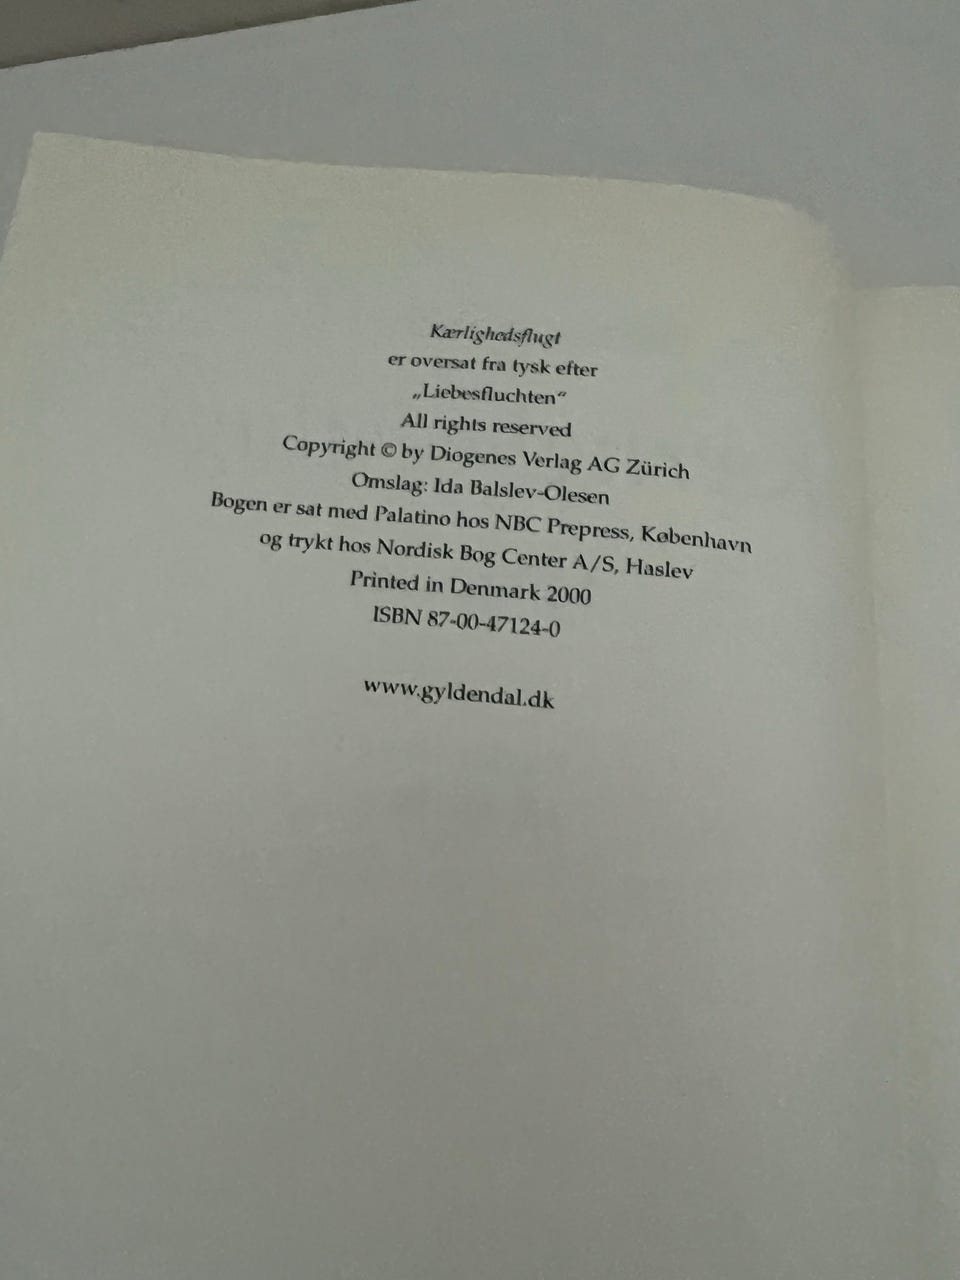 Kærlighedsflugt
er oversat fra tysk efter
„Liebesfluchten“
All rights reserved
Copyright © by Diogenes Verlag AG Zürich
Omslag: Ida Balslev-Olesen
Bogen er sat med Palatino hos NBC Prepress, København
og trykt hos Nordisk Bog Center A/S, Haslev
Printed in Denmark 2000
ISBN 87-00-47124-0
www.gyldendal.dk